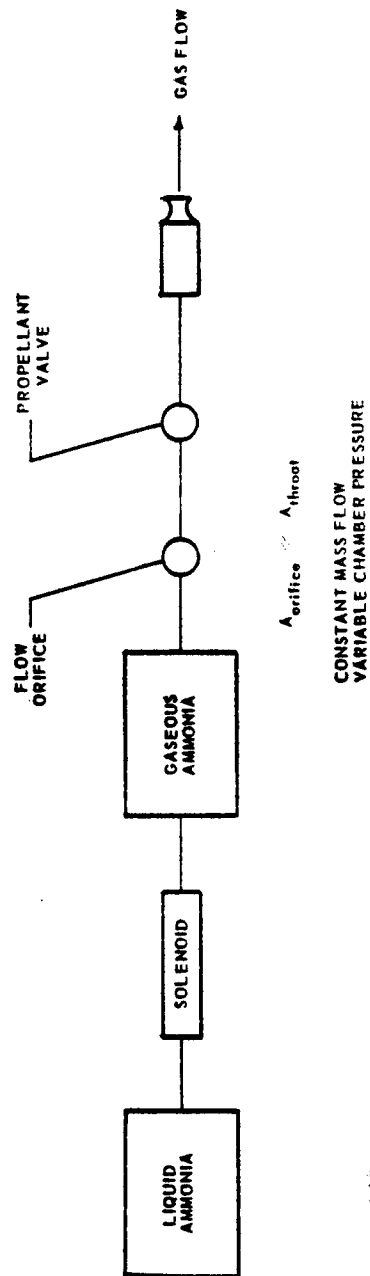 LIQUID
AMMONIA
SOLENOID
GASEOUS
AMMONIA
FLOW
ORIFICE
PROPELLANT
VALVE
GAS FLOW
A orifice A throat
CONSTANT MASS FLOW
VARIABLE CHAMBER PRESSURE